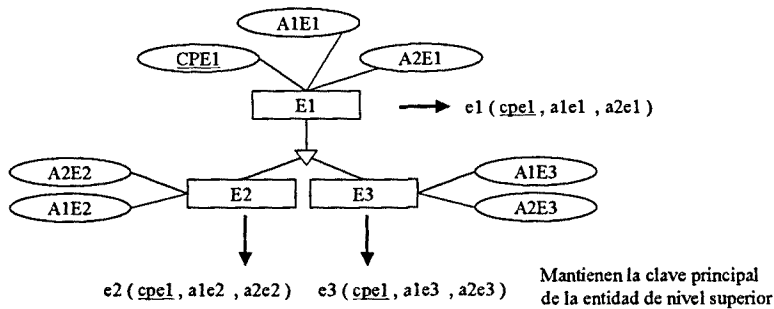 A1E1
CPE1
A2E1
E1
e1 ( cpe1 , a1e1 , a2e1 )
A2E2
A1E2
E2
E3
A1E3
A2E3
e2 ( cpe1 , a1e2 , a2e2 )
e3 ( cpe1 , a1e3 , a2e3 )
Mantienen la clave principal
de la entidad de nivel superior